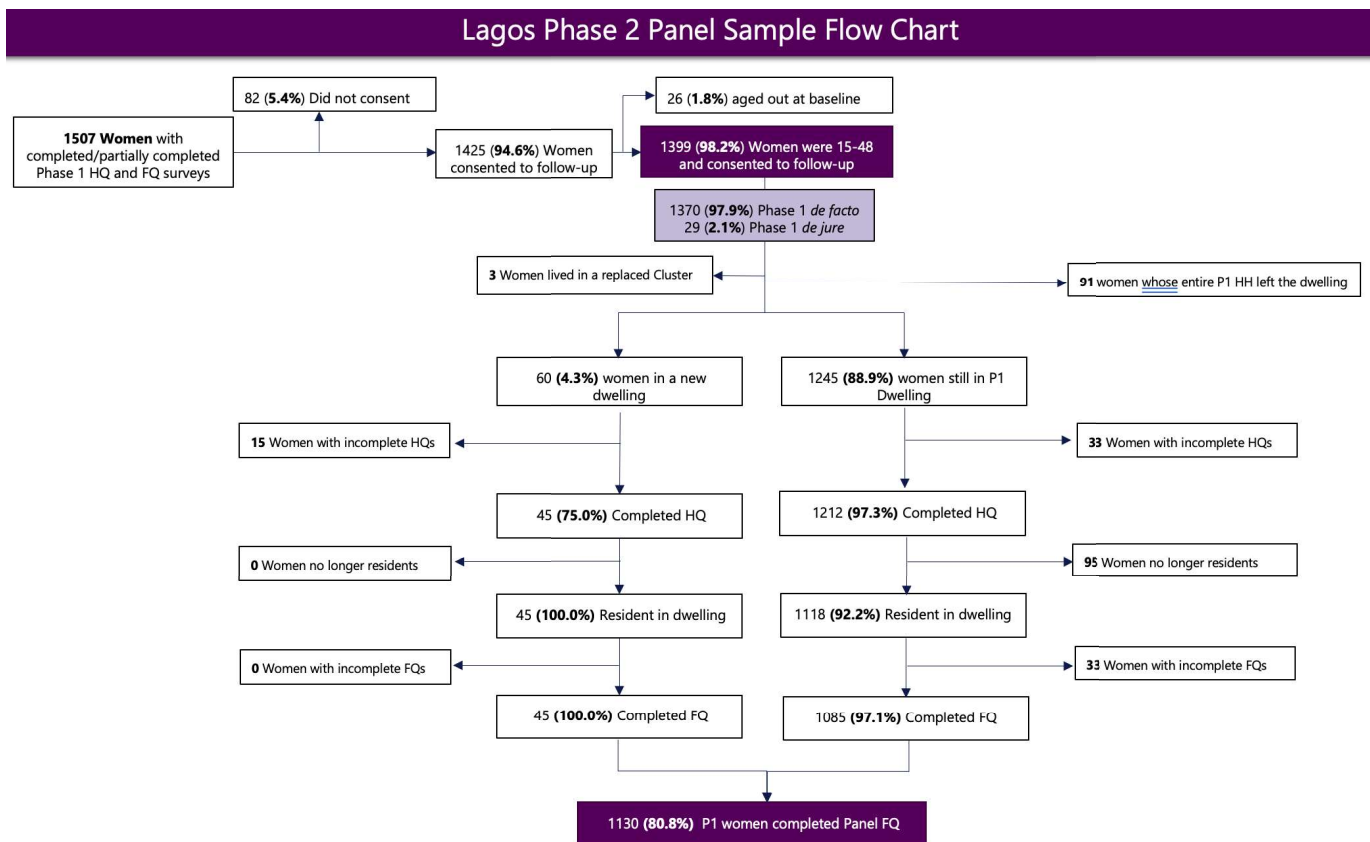 Lagos Phase 2 Panel Sample Flow Chart
82 (5.4%) Did not consent
26 (1.8%) aged out at baseline
1507 Women with
completed/partially completed
Phase 1 HQ and FQ surveys
1425 (94.6%) Women
consented to follow-up
1399 (98.2%) Women were 15-48
and consented to follow-up
1370 (97.9%) Phase 1 de facto
29 (2.1%) Phase 1 de jure
3 Women lived in a replaced Cluster
91 women whose entire P1 HH left the dwelling
60 (4.3%) women in a new
dwelling
1245 (88.9%) women still in P1
Dwelling
15 Women with incomplete HQs
33 Women with incomplete HQs
45 (75.0%) Completed HQ
1212 (97.3%) Completed HQ
0 Women no longer residents
95 Women no longer residents
45 (100.0%) Resident in dwelling
1118 (92.2%) Resident in dwelling
0 Women with incomplete FQs
33 Women with incomplete FQs
45 (100.0%) Completed FQ
1085 (97.1%) Completed FQ
1130 (80.8%) P1 women completed Panel FQ